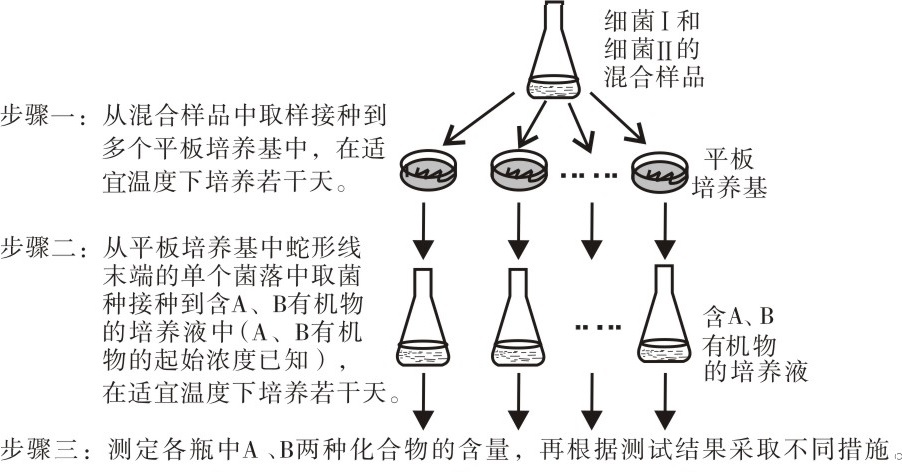 细菌Ⅰ和
细菌Ⅱ的
混合样品
步骤一：从混合样品中取样接种到
多个平板培养基中，在适
宜温度下培养若干天。
平板
培养基
步骤二：从平板培养基中蛇形线
末端的单个菌落中取菌
种接种到含A、B有机物
的培养液中(A、B有机
物的起始浓度已知)，
在适宜温度下培养若干天。
含A、B
有机物
的培养液
步骤三：测定各瓶中A、B两种化合物的含量，再根据测试结果采取不同措施。